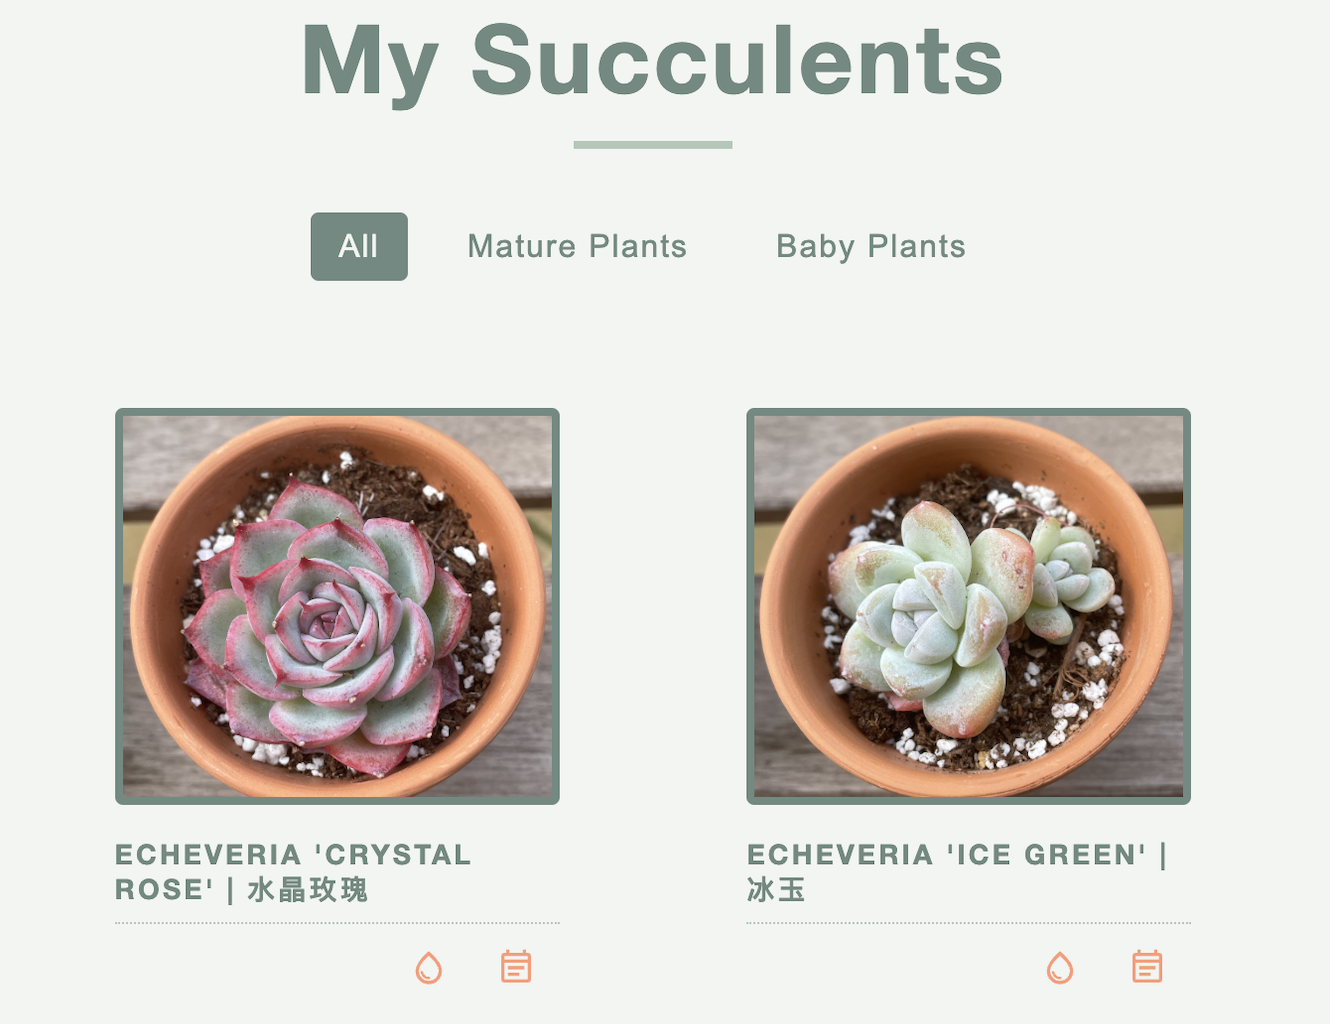 My Succulents
All
Mature Plants
Baby Plants
ECHEVERIA 'CRYSTAL
ROSE' | 水晶玫瑰
ECHEVERIA 'ICE GREEN' |
冰玉